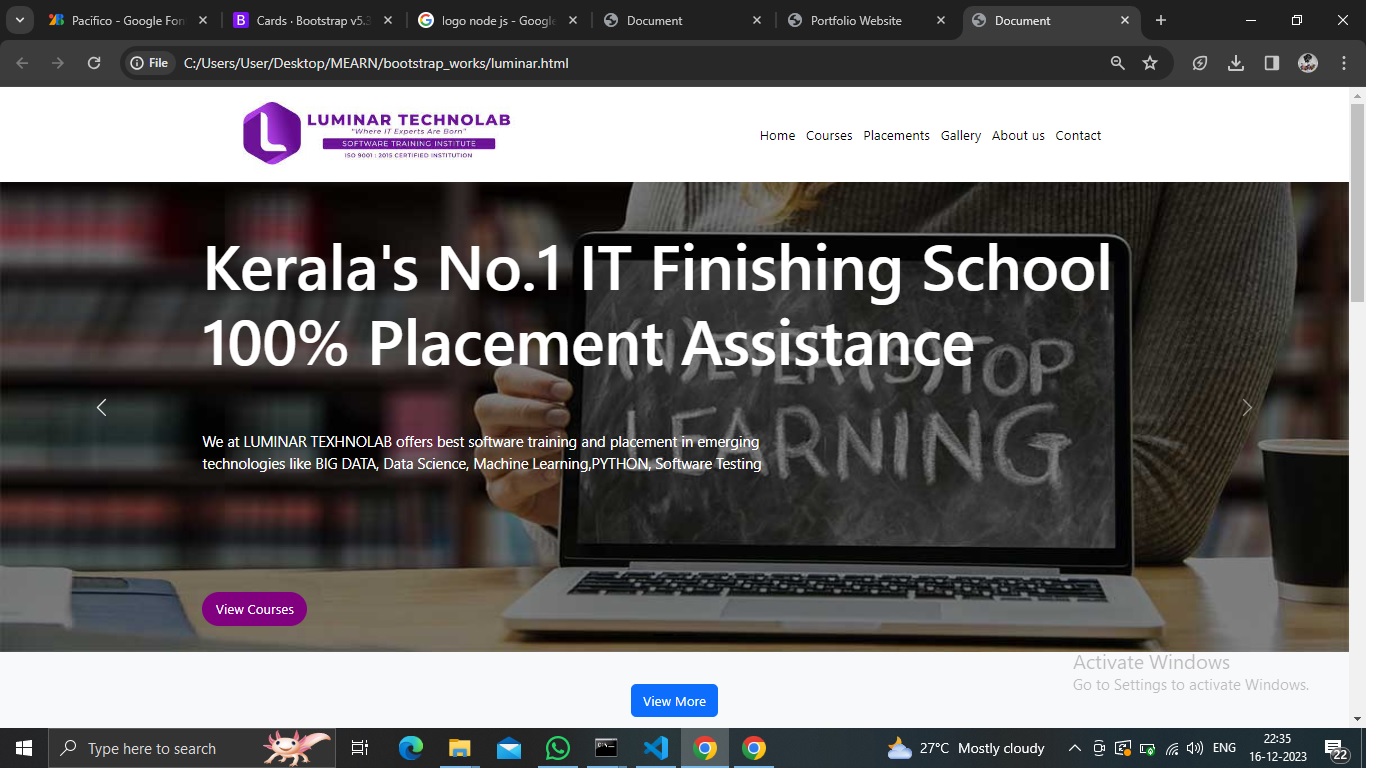 Pacifico - Google Fon
Cards · Bootstrap v5.3
logo node js - Google
Document
Portfolio Website
Document
File
C:/Users/User/Desktop/MEARN/bootstrap_works/luminar.html
LUMINAR TECHNOLAB
"Where IT Experts Are Born"
SOFTWARE TRAINING INSTITUTE
ISO 9001 : 2015 CERTIFIED INSTITUTION
Home Courses Placements Gallery About us Contact
Kerala's No.1 IT Finishing School
100% Placement Assistance
TOP
LEARNING
We at LUMINAR TEXHNOLAB offers best software training and placement in emerging
technologies like BIG DATA, Data Science, Machine Learning,PYTHON, Software Testing
View Courses
Activate Windows
Go to Settings to activate Windows.
View More
Type here to search
27°C Mostly cloudy
ENG
22:35
16-12-2023
22